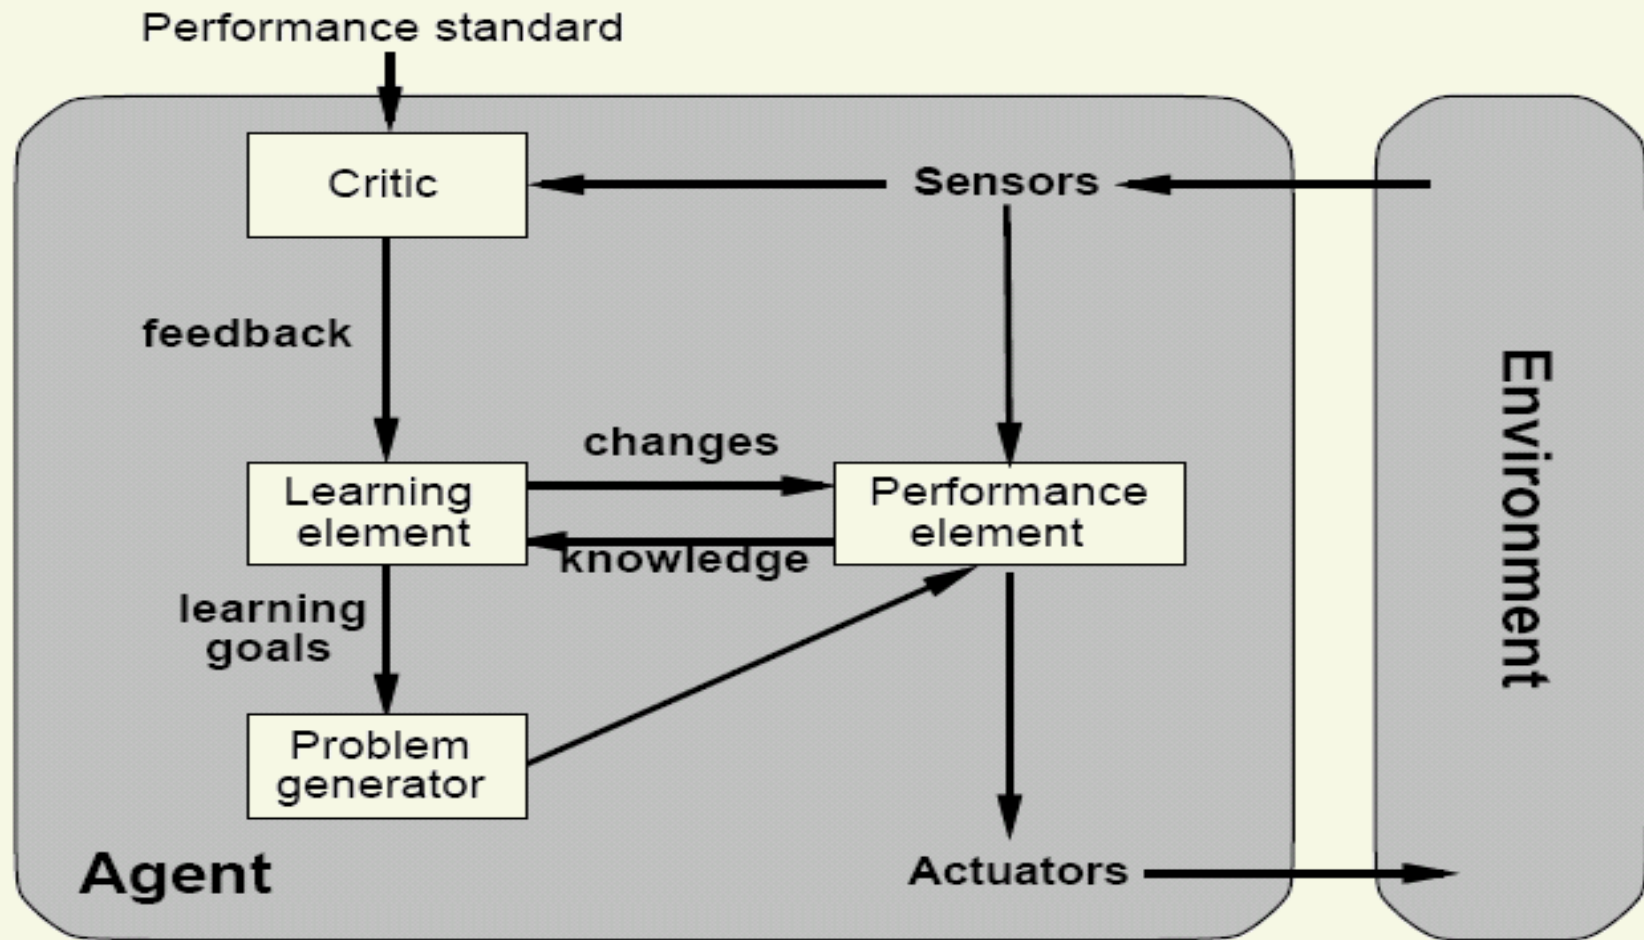 Performance standard
Critic
Sensors
feedback
changes
Learning
element
Performance
element
knowledge
learning
goals
Problem
generator
Agent
Actuators
Environment